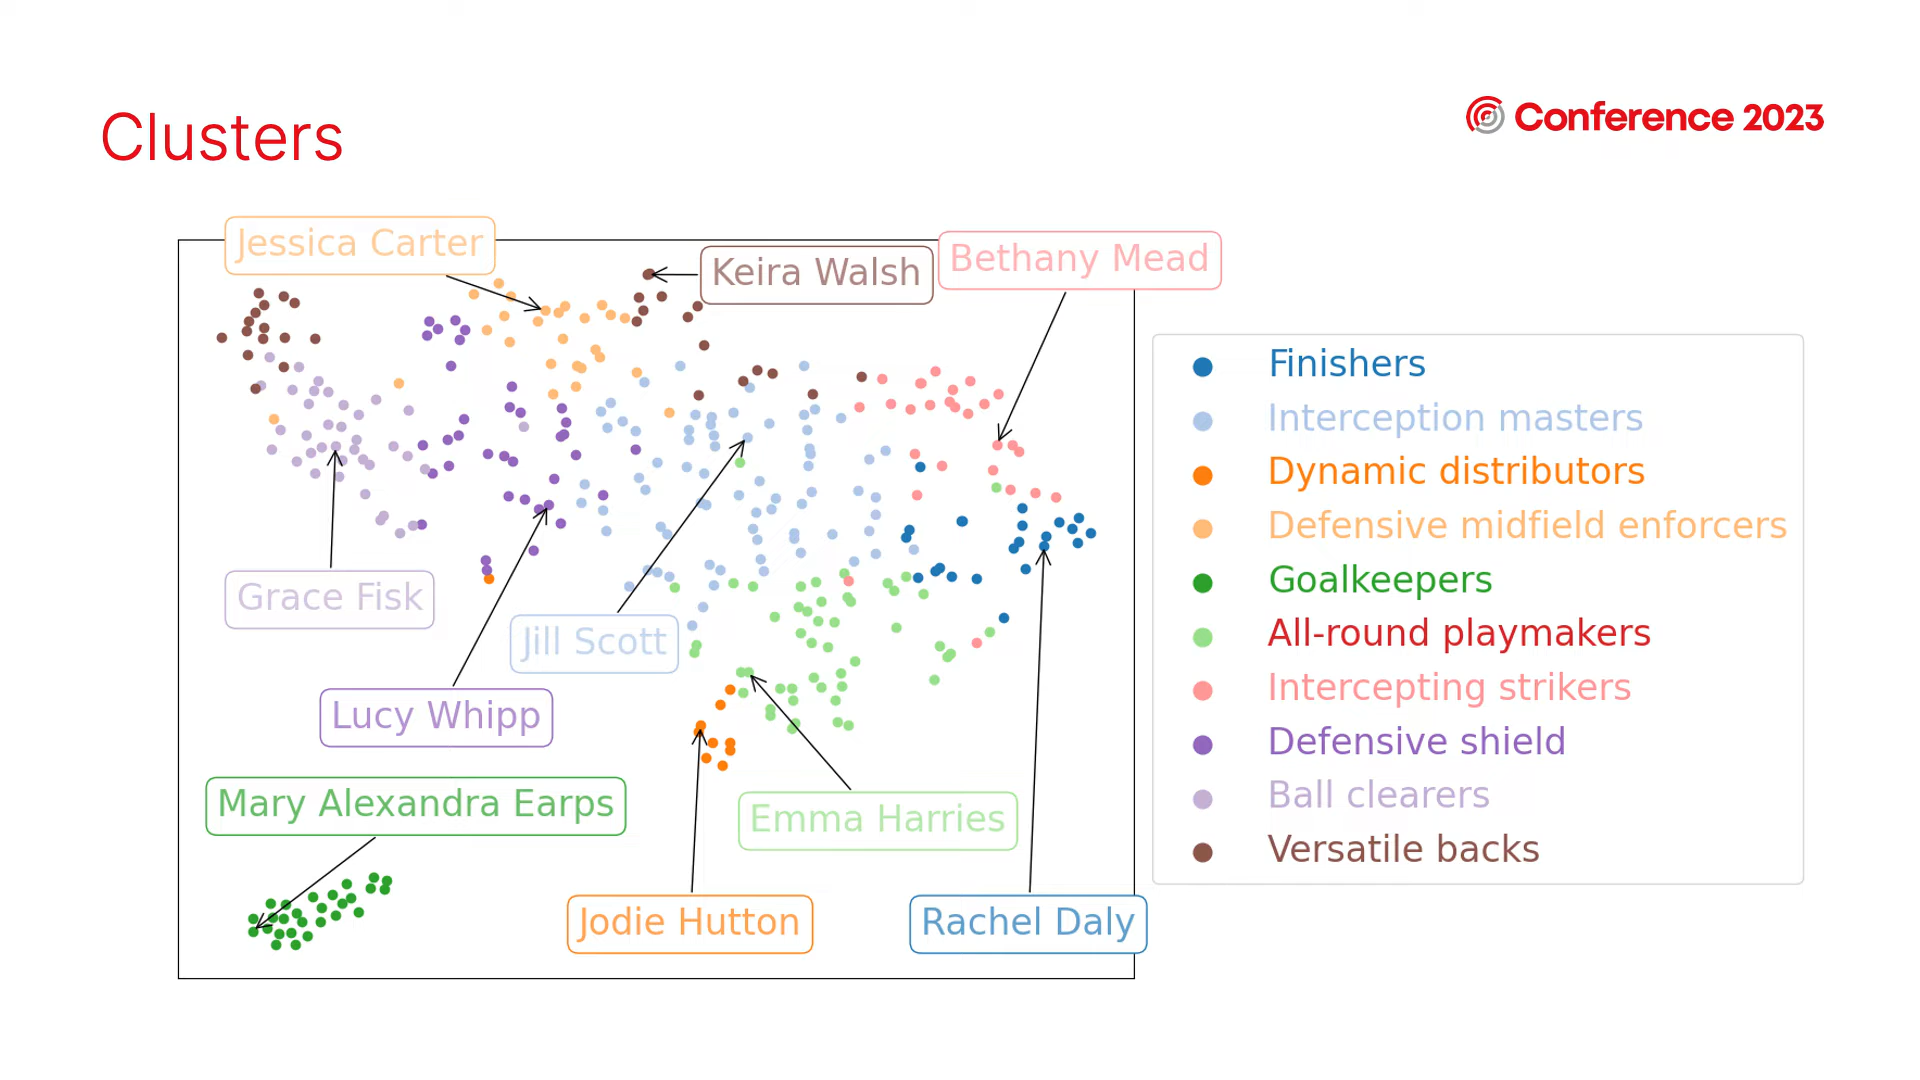 Clusters
Conference 2023
Jessica Carter
Keira Walsh
Bethany Mead
Grace Fisk
Jill Scott
Lucy Whipp
Mary Alexandra Earps
Emma Harries
Jodie Hutton
Rachel Daly
Finishers
Interception masters
Dynamic distributors
Defensive midfield enforcers
Goalkeepers
All-round playmakers
Intercepting strikers
Defensive shield
Ball clearers
Versatile backs